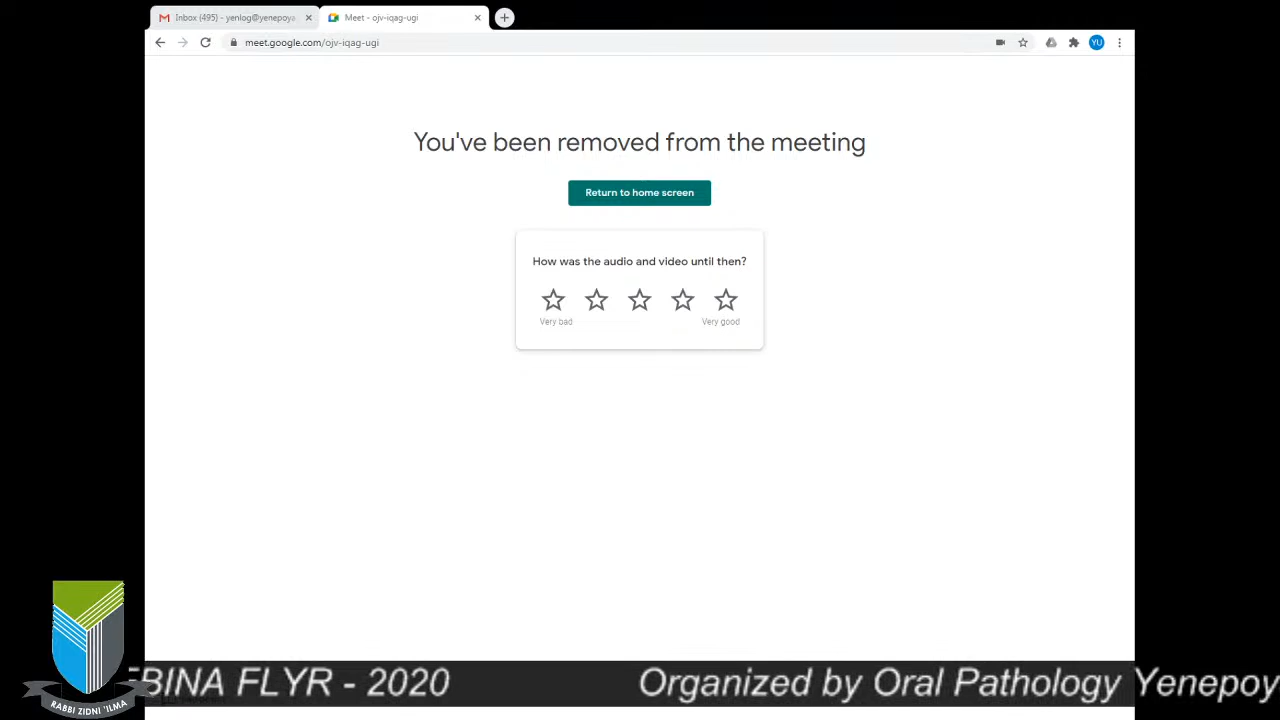 Inbox (495) - yenlog@yenepoya
Meet - ojv-iqag-ugi
meet.google.com/ojv-iqag-ugi
YU
You've been removed from the meeting
Return to home screen
How was the audio and video until then?
Very bad
Very good
EBINA FLYR - 2020
Organized by Oral Pathology Yenepoy
RABBI ZIDNI 'ILMA